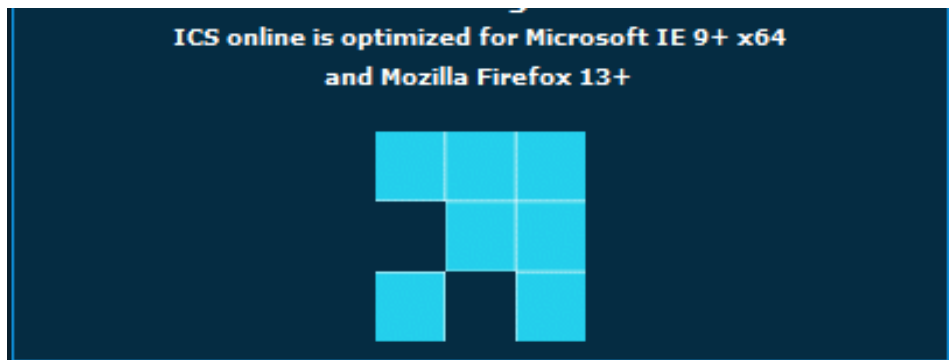 ICS online is optimized for Microsoft IE 9+ x64
and Mozilla Firefox 13+